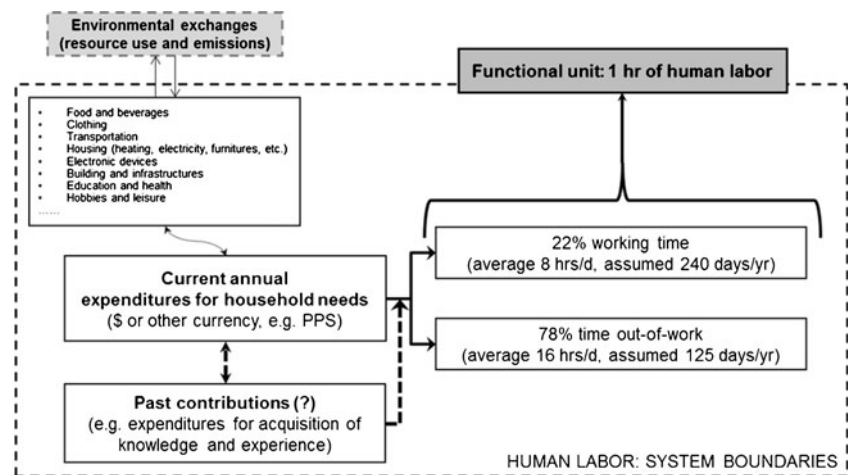 Environmental exchanges
(resource use and emissions)
Functional unit: 1 hr of human labor
• Food and beverages
• Clothing
• Transportation
• Housing (heating, electricity, furnitures, etc.)
• Electronic devices
• Building and infrastructures
• Education and health
• Hobbies and leisure
......
22% working time
(average 8 hrs/d, assumed 240 days/yr)
Current annual
expenditures for household needs
($ or other currency, e.g. PPS)
78% time out-of-work
(average 16 hrs/d, assumed 125 days/yr)
Past contributions (?)
(e.g. expenditures for acquisition of
knowledge and experience)
HUMAN LABOR: SYSTEM BOUNDARIES